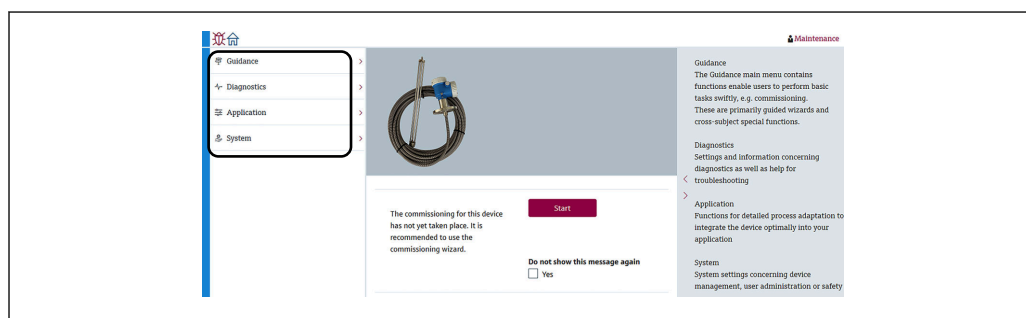 Maintenance
Guidance
Diagnostics
Application
System
The commissioning for this device
has not yet taken place. It is
recommended to use the
commissioning wizard.
Start
Do not show this message again
Yes
Guidance
The Guidance main menu contains
functions enable users to perform basic
tasks swiftly, e.g. commissioning.
These are primarily guided wizards and
cross-subject special functions.
Diagnostics
Settings and information concerning
diagnostics as well as help for
troubleshooting
Application
Functions for detailed process adaptation to
integrate the device optimally into your
application
System
System settings concerning device
management, user administration or safety